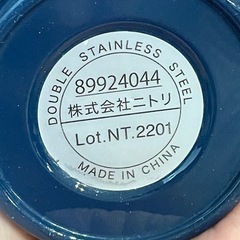 DOUBLE STAINLESS STEEL
89924044
株式会社ニトリ
Lot.NT.2201
MADE IN CHINA